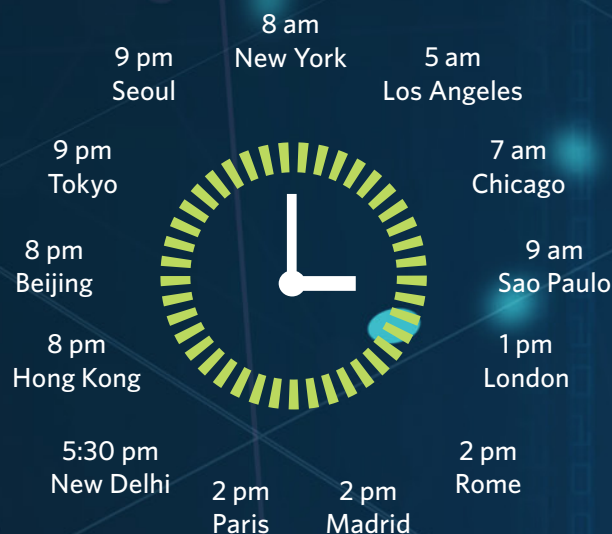 8 am
New York
5 am
Los Angeles
7 am
Chicago
9 am
Sao Paulo
1 pm
London
2 pm
Rome
2 pm
Madrid
2 pm
Paris
5:30 pm
New Delhi
8 pm
Hong Kong
8 pm
Beijing
9 pm
Tokyo
9 pm
Seoul